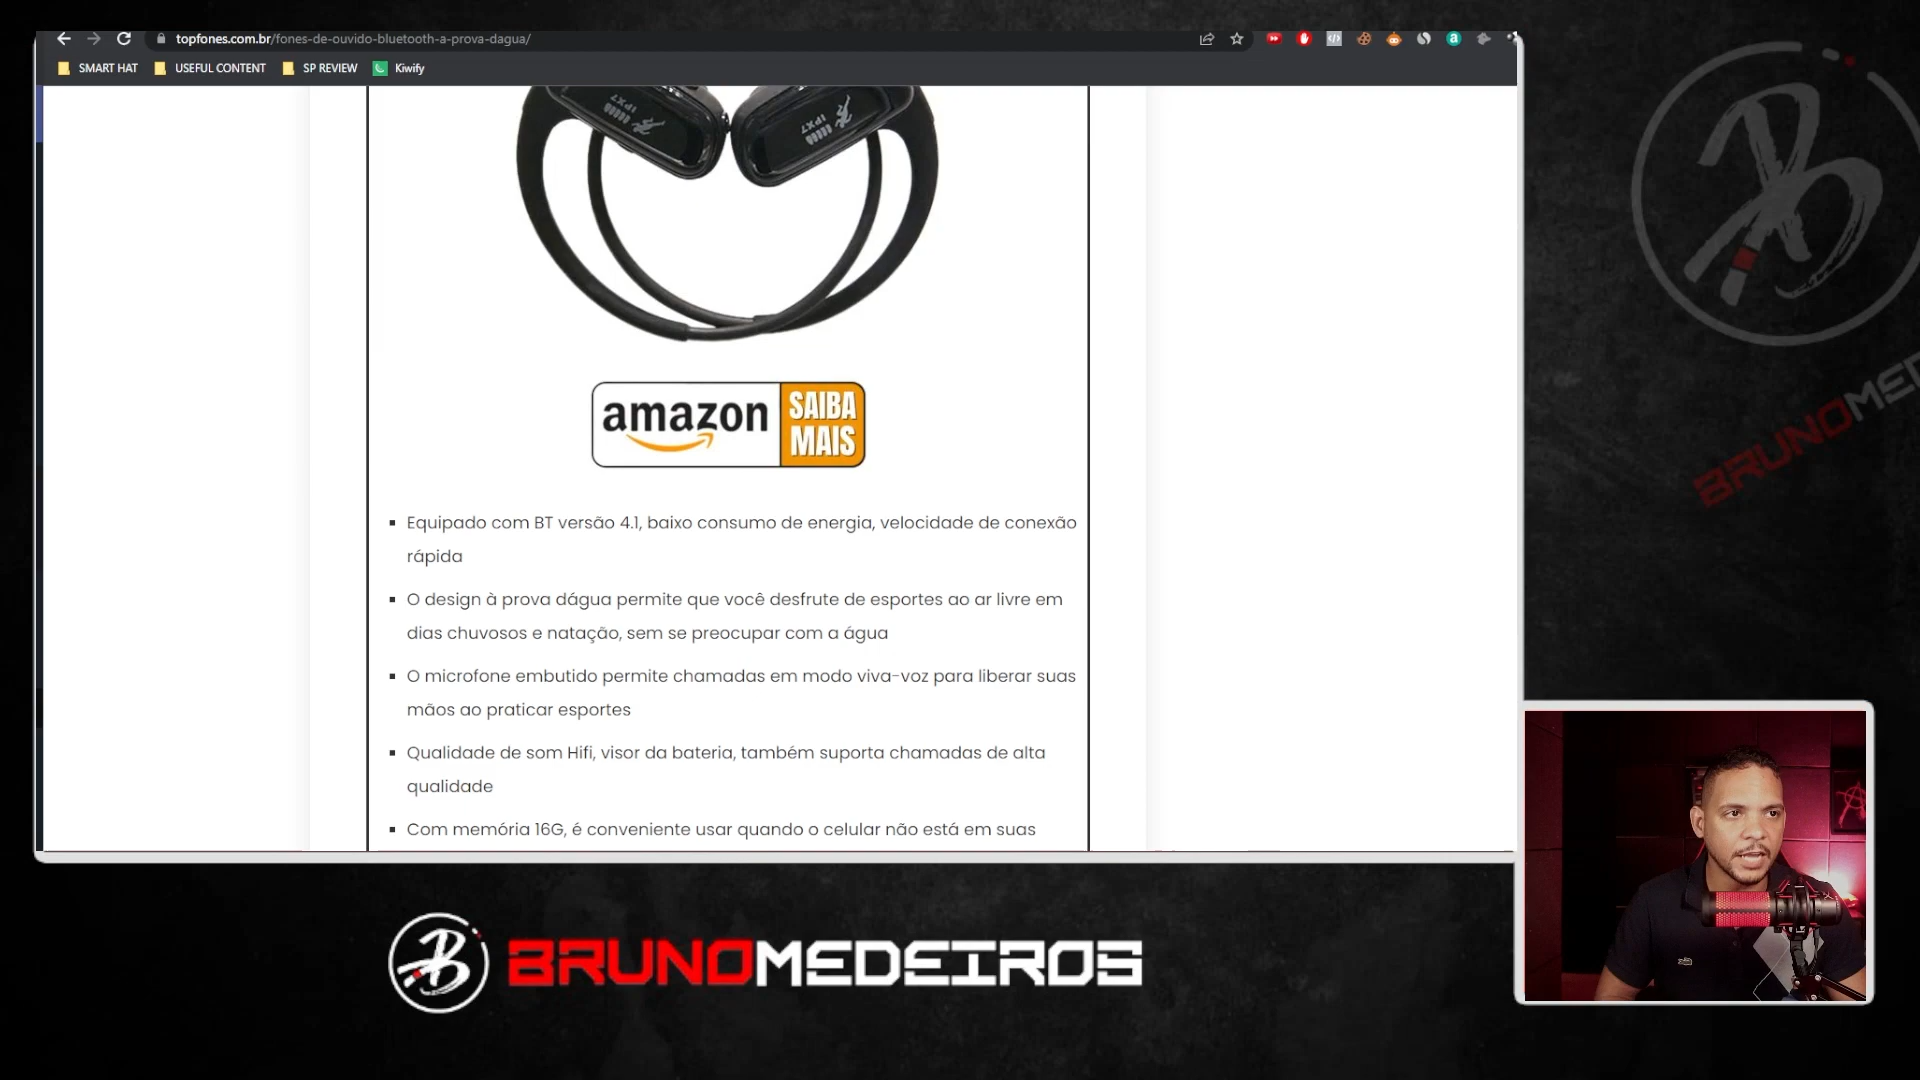 topfones.com.br/fones-de-ouvido-bluetooth-a-prova-dagua/
SMART HAT
USEFUL CONTENT
SP REVIEW
Kiwify
IPX7
IPX7
amazon
SAIBA
MAIS
Equipado com BT versão 4.1, baixo consumo de energia, velocidade de conexão
rápida
O design à prova dágua permite que você desfrute de esportes ao ar livre em
dias chuvosos e natação, sem se preocupar com a água
O microfone embutido permite chamadas em modo viva-voz para liberar suas
mãos ao praticar esportes
Qualidade de som Hifi, visor da bateria, também suporta chamadas de alta
qualidade
Com memória 16G, é conveniente usar quando o celular não está em suas
B
BRUNOMED
B
BRUNOMEDEIROS